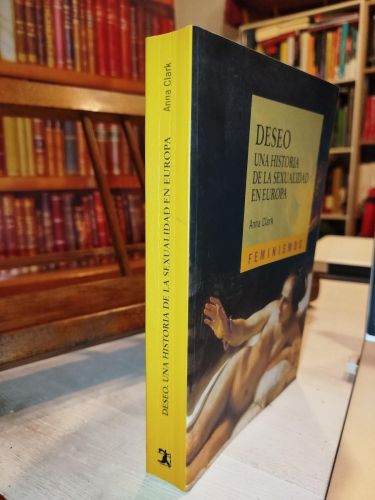 Anna Clark
DESEO. UNA HISTORIA DE LA SEXUALIDAD EN EUROPA
DESEO
UNA HISTORIA
DE LA SEXUALIDAD
EN EUROPA
Anna Clark
FEMINISMOS